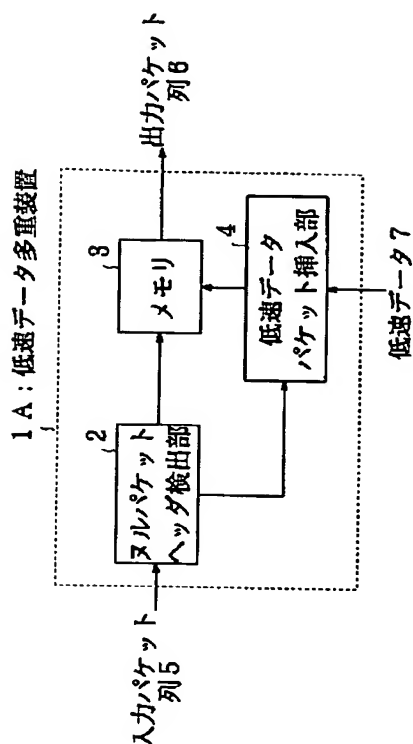 1A:低速データ多重装置
入力パケット
列5
2
ヌルパケット
ヘッダ検出部
3
メモリ
出力パケット
列6
4
低速データ
パケット挿入部
低速データ7